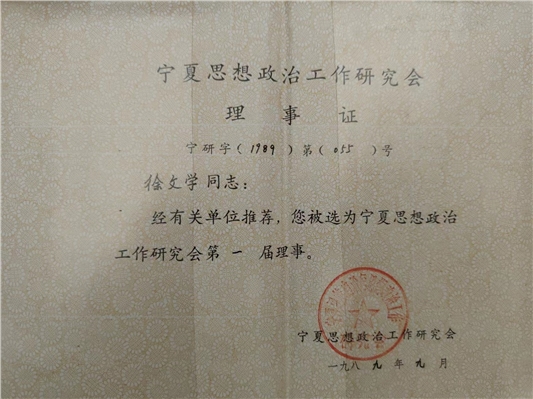 宁夏思想政治工作研究会
理事证
宁研字(1989)第(055)号
徐文学同志:
经有关单位推荐,您被选为宁夏思想政治
工作研究会第一届理事。
宁夏思想政治工作研究会
一九八九年九月